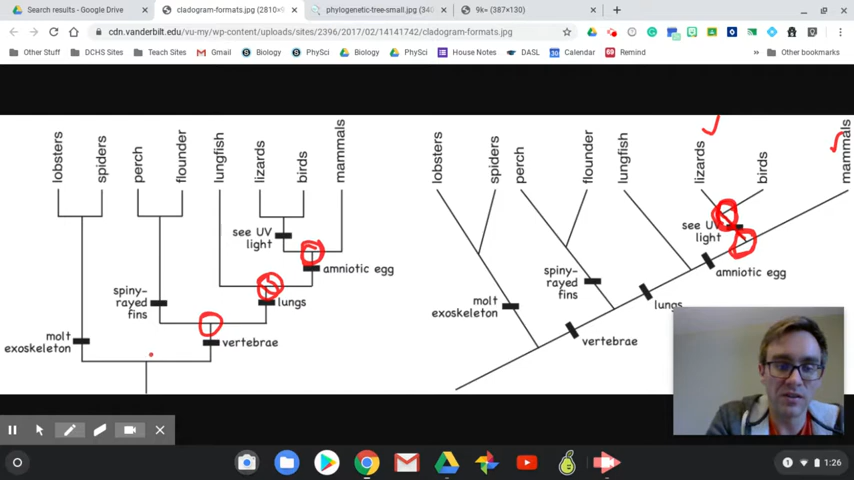 Search results - Google Drive
cladogram-formats.jpg (2810×9
phylogenetic-tree-small.jpg (340
9k= (387×130)
cdn.vanderbilt.edu/vu-my/wp-content/uploads/sites/2396/2017/02/14141742/cladogram-formats.jpg
Other Stuff
DCHS Sites
Teach Sites
Gmail
Biology
PhySci
Biology
PhySci
House Notes
DASL
Calendar
Remind
Other bookmarks
lobsters
spiders
perch
flounder
lungfish
lizards
birds
mammals
see UV
light
amniotic egg
spiny-
rayed
fins
lungs
molt
exoskeleton
vertebrae
lobsters
spiders
perch
flounder
lungfish
lizards
birds
mammals
see UV
light
amniotic egg
spiny-
rayed
fins
lungs
molt
exoskeleton
vertebrae
1:26